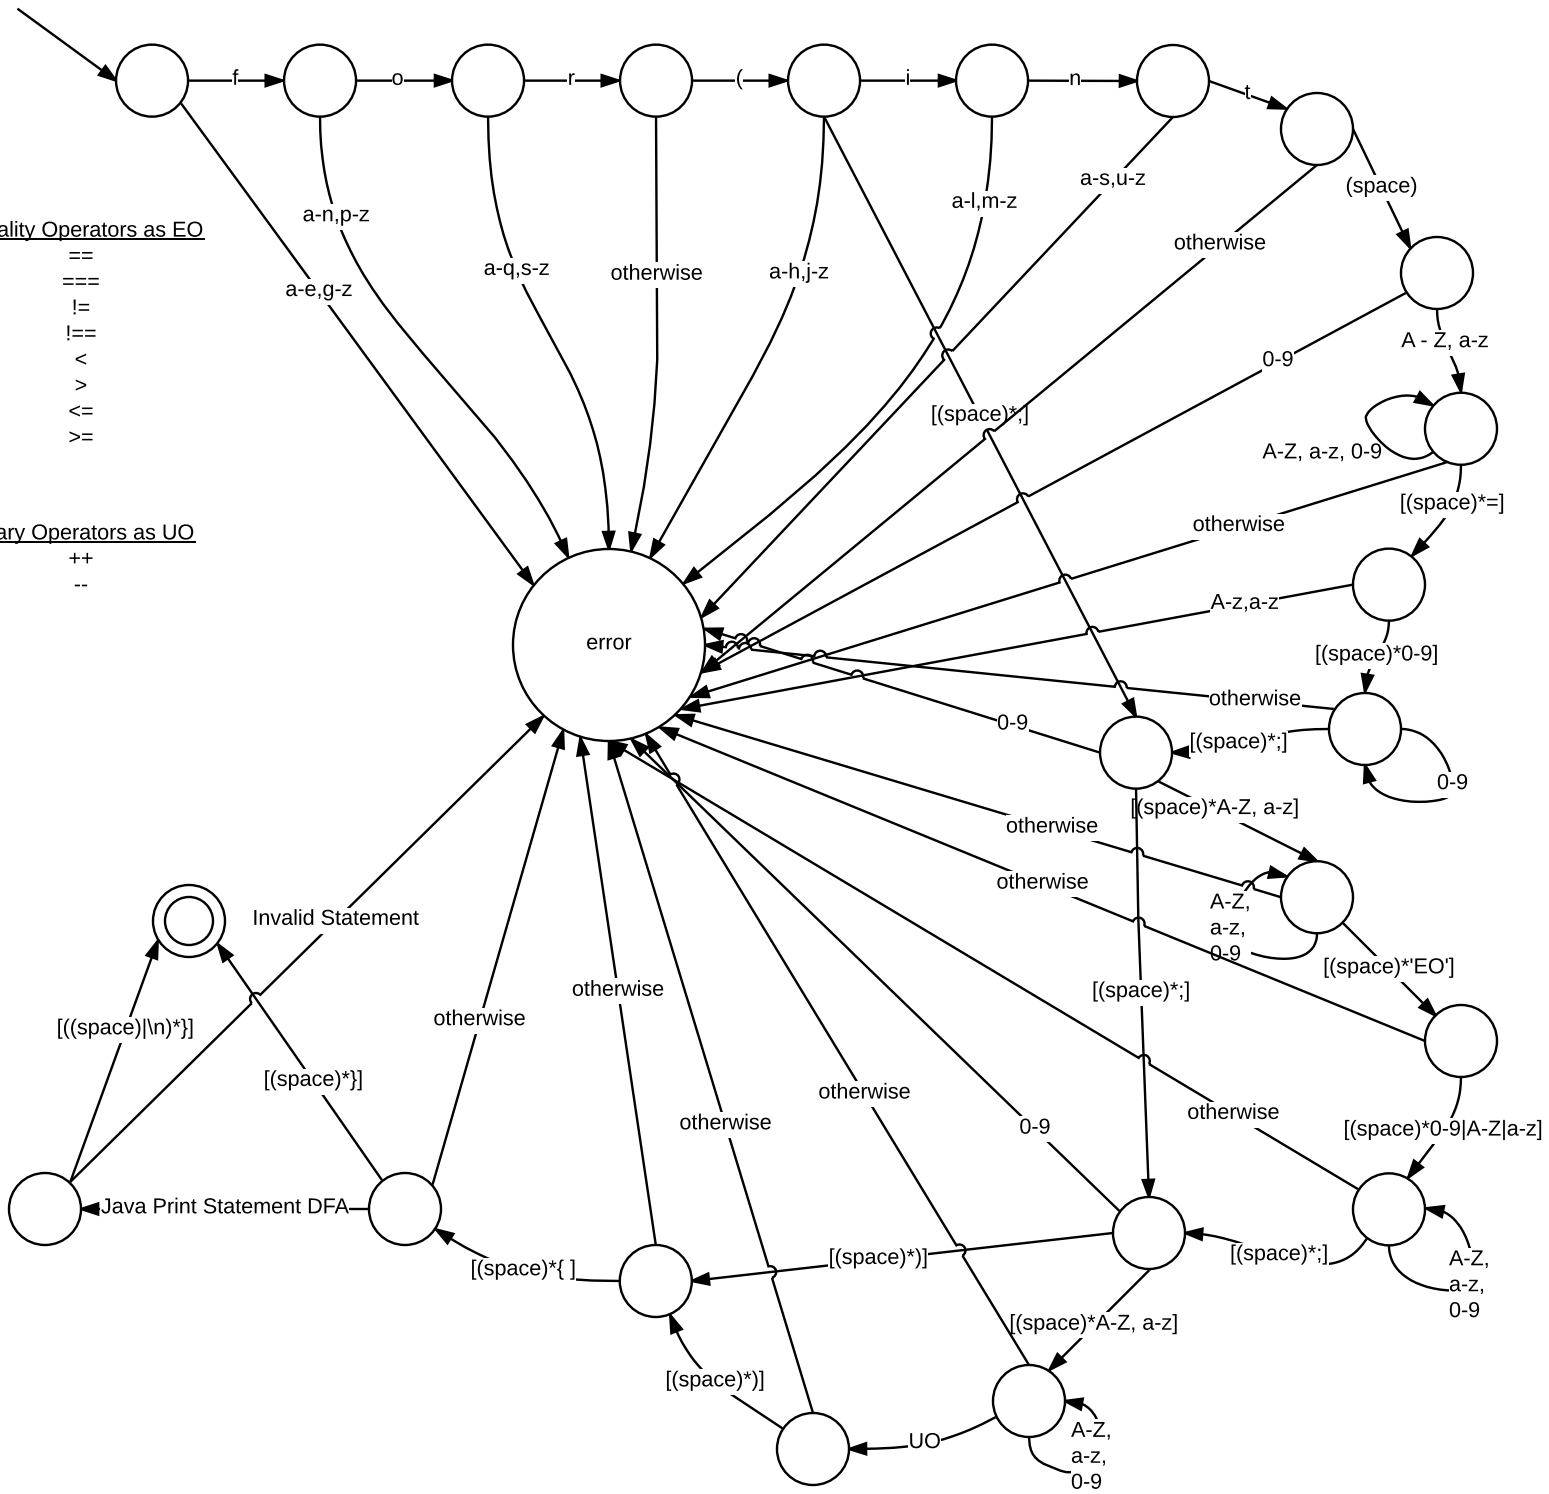 f
o
r
(
i
n
t
(space)
a-s,u-z
a-l,m-z
a-n,p-z
ality Operators as EO
==
===
!=
!==
<
>
<=
>=
otherwise
a-q,s-z
otherwise
a-h,j-z
a-e,g-z
A - Z, a-z
0-9
[(space)*;]
A-Z, a-z, 0-9
[(space)*=]
otherwise
ary Operators as UO
++
--
A-z,a-z
error
[(space)*0-9]
otherwise
0-9
[(space)*;]
0-9
[(space)*A-Z, a-z]
otherwise
otherwise
A-Z,
a-z,
0-9
Invalid Statement
[(space)*'EO']
otherwise
[(space)*;]
otherwise
[((space)|\n)*}]
[(space)*}]
otherwise
otherwise
otherwise
0-9
[(space)*0-9|A-Z|a-z]
Java Print Statement DFA
[(space)*{ ]
[(space)*)]
[(space)*;]
A-Z,
a-z,
0-9
[(space)*A-Z, a-z]
[(space)*)]
UO
A-Z,
a-z,
0-9